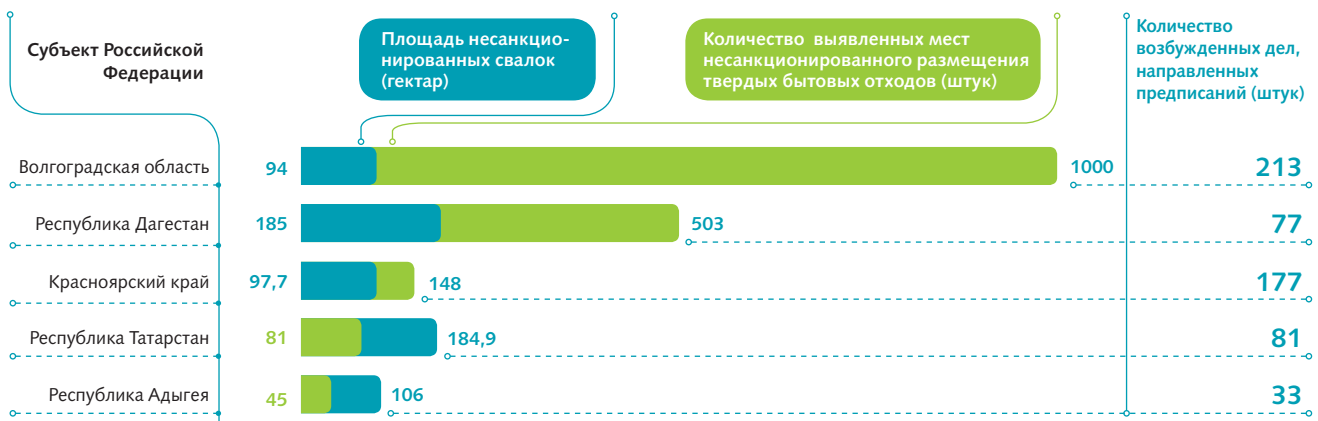 Субъект Российской
Федерации
Площадь несанкцио-
нированных свалок
(гектар)
Количество выявленных мест
несанкционированного размещения
твердых бытовых отходов (штук)
Количество
возбужденных дел,
направленных
предписаний (штук)
Волгоградская область 94 1000 213
Республика Дагестан 185 503 77
Красноярский край 97,7 148 177
Республика Татарстан 81 184,9 81
Республика Адыгея 45 106 33